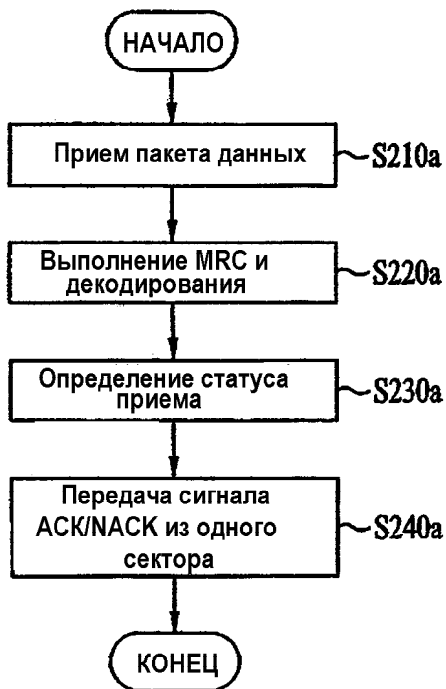 НАЧАЛО
Прием пакета данных
S210a
Выполнение MRC и
декодирования
S220a
Определение статуса
приема
S230a
Передача сигнала
ACK/NACK из одного
сектора
S240a
КОНЕЦ